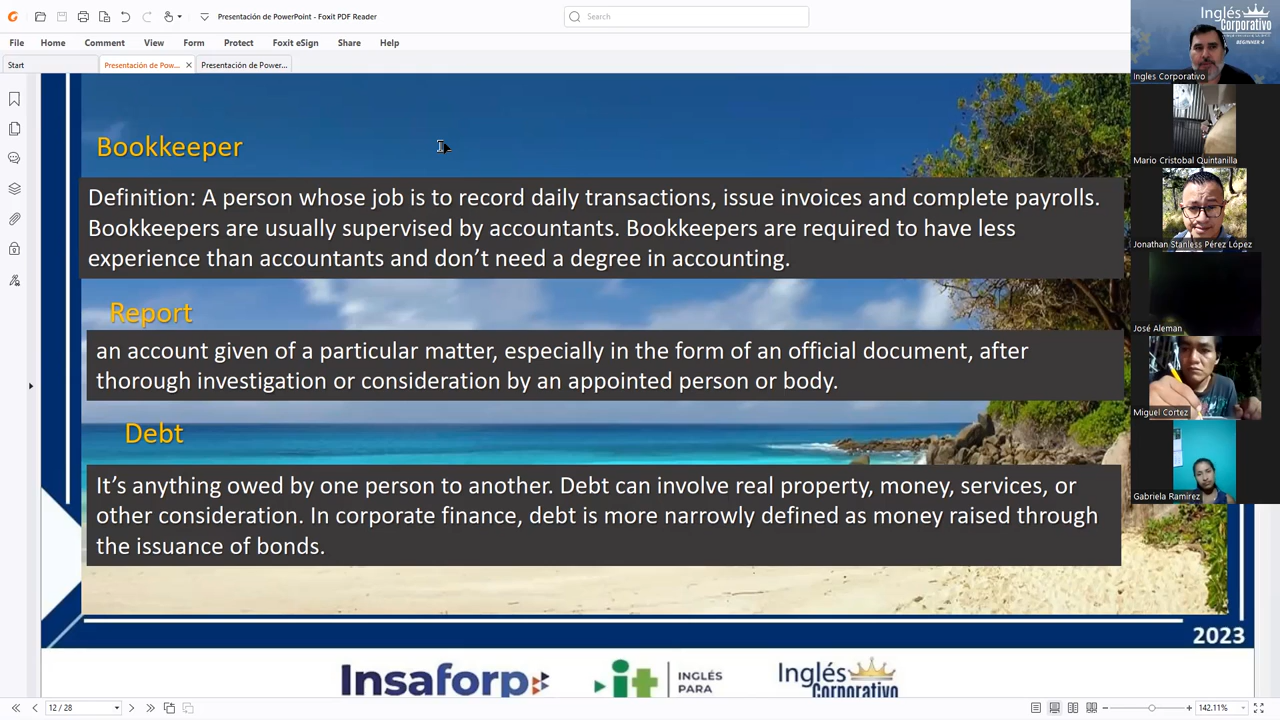 Presentación de PowerPoint - Foxit PDF Reader
Search
File Home Comment View Form Protect Foxit eSign Share Help
Start
Presentación de Pow... ×
Presentación de Power...
Inglés
Corporativo
BEGINNER 4
Ingles Corporativo
Mario Cristobal Quintanilla
Jonathan Stanless Pérez López
José Aleman
Miguel Cortez
Gabriela Ramírez
Bookkeeper
Definition: A person whose job is to record daily transactions, issue invoices and complete payrolls.
Bookkeepers are usually supervised by accountants. Bookkeepers are required to have less
experience than accountants and don’t need a degree in accounting.
Report
an account given of a particular matter, especially in the form of an official document, after
thorough investigation or consideration by an appointed person or body.
Debt
It’s anything owed by one person to another. Debt can involve real property, money, services, or
other consideration. In corporate finance, debt is more narrowly defined as money raised through
the issuance of bonds.
2023
Insaforp
it
INGLÉS
PARA
Inglés
Corporativo
12 / 28
142.11%